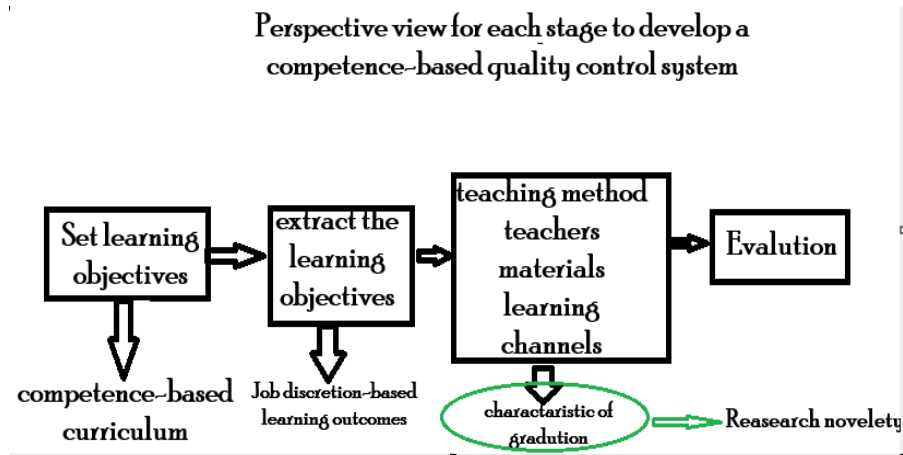 Perspective view for each stage to develop a
competence-based quality control system
Set learning
objectives
extract the
learning
objectives
teaching method
teachers
materials
learning
channels
Evalution
competence-based
curriculum
Job discretion-based
learning outcomes
charactaristic of
gradution
Reasearch novelety